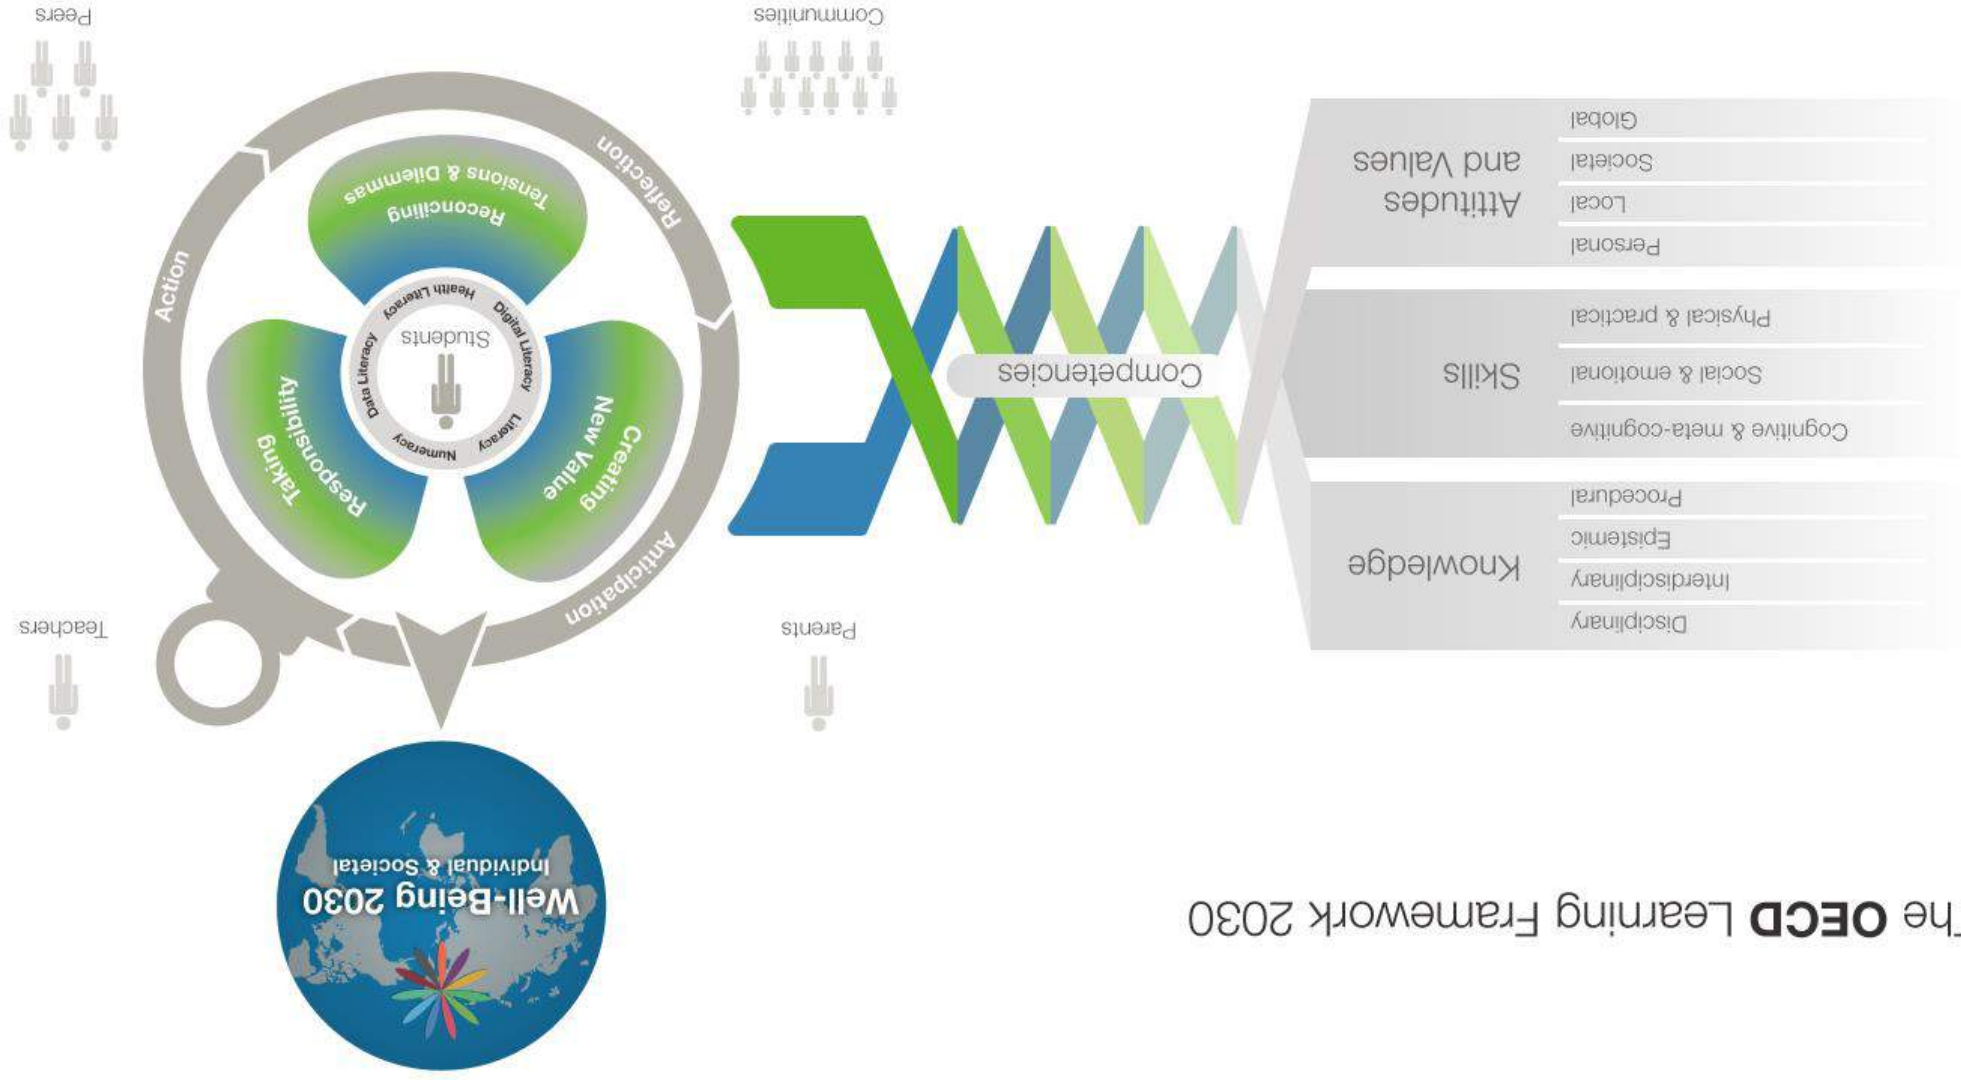 The OECD Learning Framework 2030
Disciplinary
Interdisciplinary
Epistemic
Procedural
Knowledge
Cognitive & meta-cognitive
Social & emotional
Physical & practical
Skills
Personal
Local
Societal
Global
Attitudes
and Values
Competencies
Well-Being 2030
Individual & Societal
Parents
Teachers
Communities
Peers
Anticipation
Action
Reflection
Creating
New Value
Taking
Responsibility
Reconciling
Tensions & Dilemmas
Students
Literacy
Numeracy
Data Literacy
Health Literacy
Digital Literacy